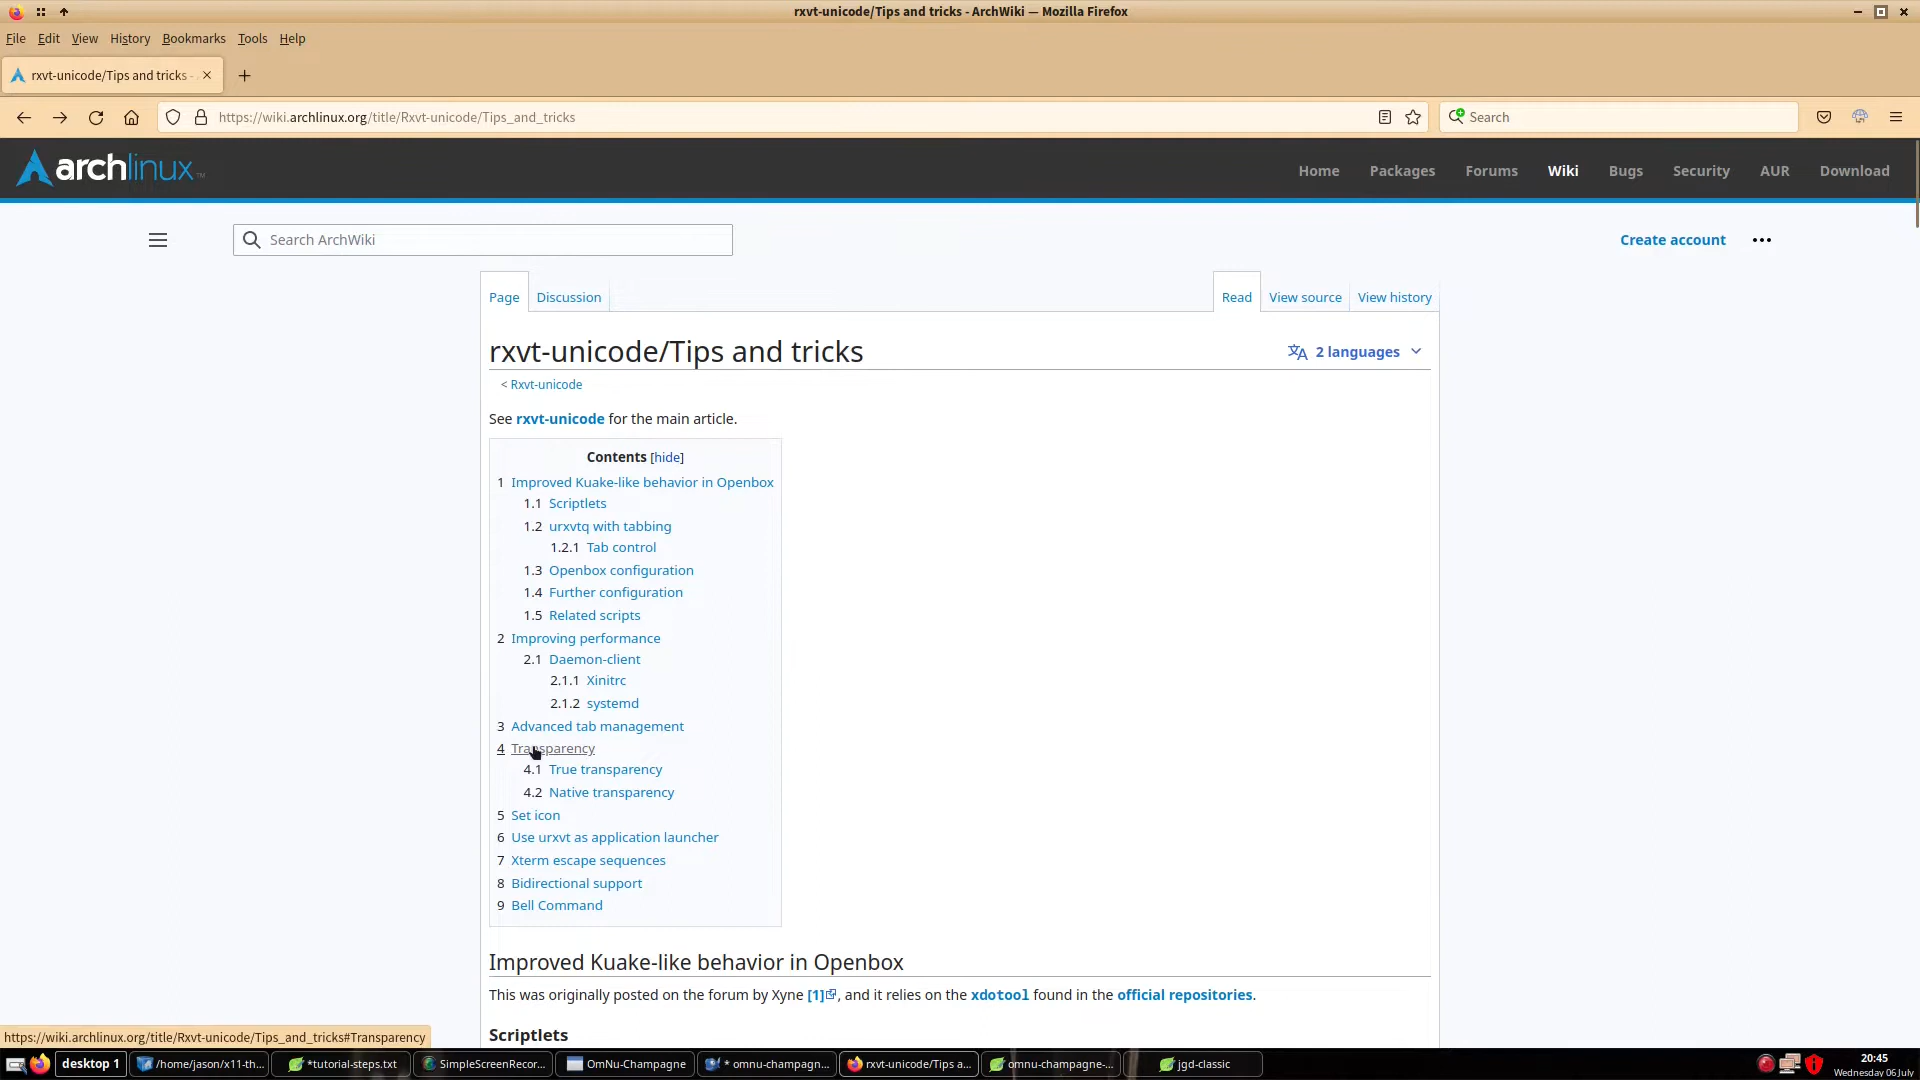 rxvt-unicode/Tips and tricks - ArchWiki — Mozilla Firefox
File Edit View History Bookmarks Tools Help
rxvt-unicode/Tips and tricks -
https://wiki.archlinux.org/title/Rxvt-unicode/Tips_and_tricks
Search
archlinux™
Home Packages Forums Wiki Bugs Security AUR Download
Search ArchWiki
Create account
Page Discussion Read View source View history
rxvt-unicode/Tips and tricks
2 languages
< Rxvt-unicode
See rxvt-unicode for the main article.
Contents [hide]
1 Improved Kuake-like behavior in Openbox
1.1 Scriptlets
1.2 urxvtq with tabbing
1.2.1 Tab control
1.3 Openbox configuration
1.4 Further configuration
1.5 Related scripts
2 Improving performance
2.1 Daemon-client
2.1.1 Xinitrc
2.1.2 systemd
3 Advanced tab management
4 Transparency
4.1 True transparency
4.2 Native transparency
5 Set icon
6 Use urxvt as application launcher
7 Xterm escape sequences
8 Bidirectional support
9 Bell Command
Improved Kuake-like behavior in Openbox
This was originally posted on the forum by Xyne [1], and it relies on the xdotool found in the official repositories.
Scriptlets
https://wiki.archlinux.org/title/Rxvt-unicode/Tips_and_tricks#Transparency
desktop 1 /home/jason/x11-th... *tutorial-steps.txt SimpleScreenRecor... OmNu-Champagne * omnu-champagn... rxvt-unicode/Tips a... omnu-champagne-... jgd-classic
20:45
Wednesday 06 July